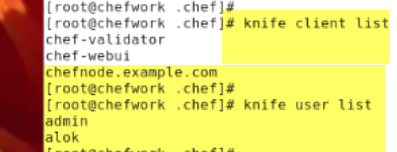 [root@chefwork .chef]#
[root@chefwork .chef]# knife client list
chef-validator
chef-webui
chefnode.example.com
[root@chefwork .chef]#
[root@chefwork .chef]# knife user list
admin
alok